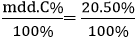 mdd.C% / 100% = 20.50% / 100%